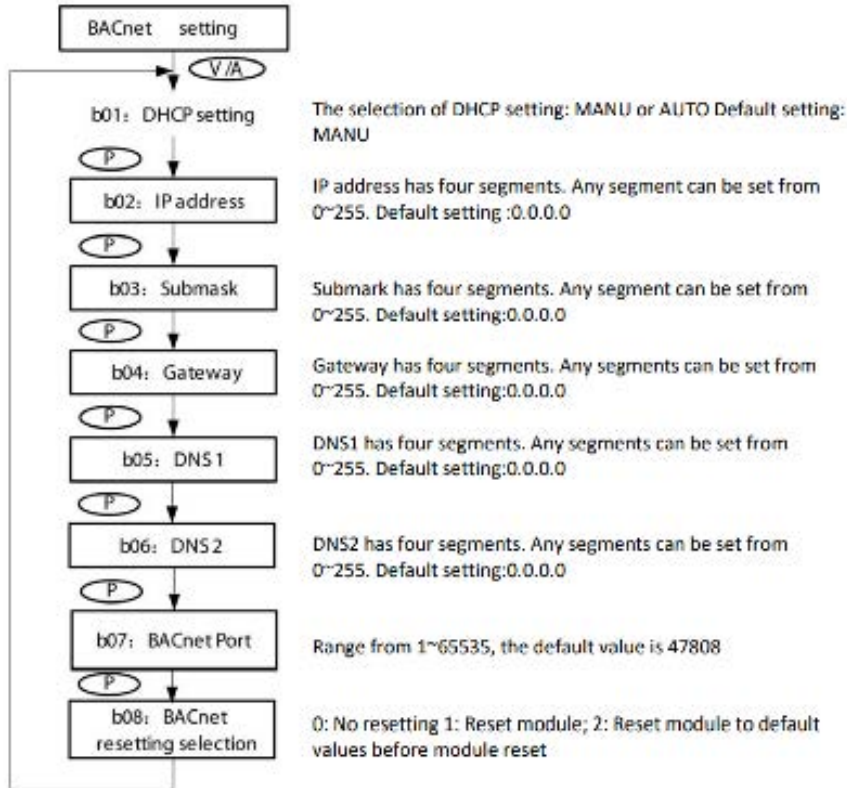 BACnet setting
V/A
b01: DHCP setting
The selection of DHCP setting: MANU or AUTO Default setting:
MANU
P
b02: IP address
IP address has four segments. Any segment can be set from
0~255. Default setting :0.0.0.0
P
b03: Submask
Submark has four segments. Any segment can be set from
0~255. Default setting:0.0.0.0
P
b04: Gateway
Gateway has four segments. Any segments can be set from
0~255. Default setting:0.0.0.0
P
b05: DNS1
DNS1 has four segments. Any segments can be set from
0~255. Default setting:0.0.0.0
P
b06: DNS2
DNS2 has four segments. Any segments can be set from
0~255. Default setting:0.0.0.0
P
b07: BACnet Port
Range from 1~65535, the default value is 47808
P
b08: BACnet
resetting selection
0: No resetting 1: Reset module; 2: Reset module to default
values before module reset